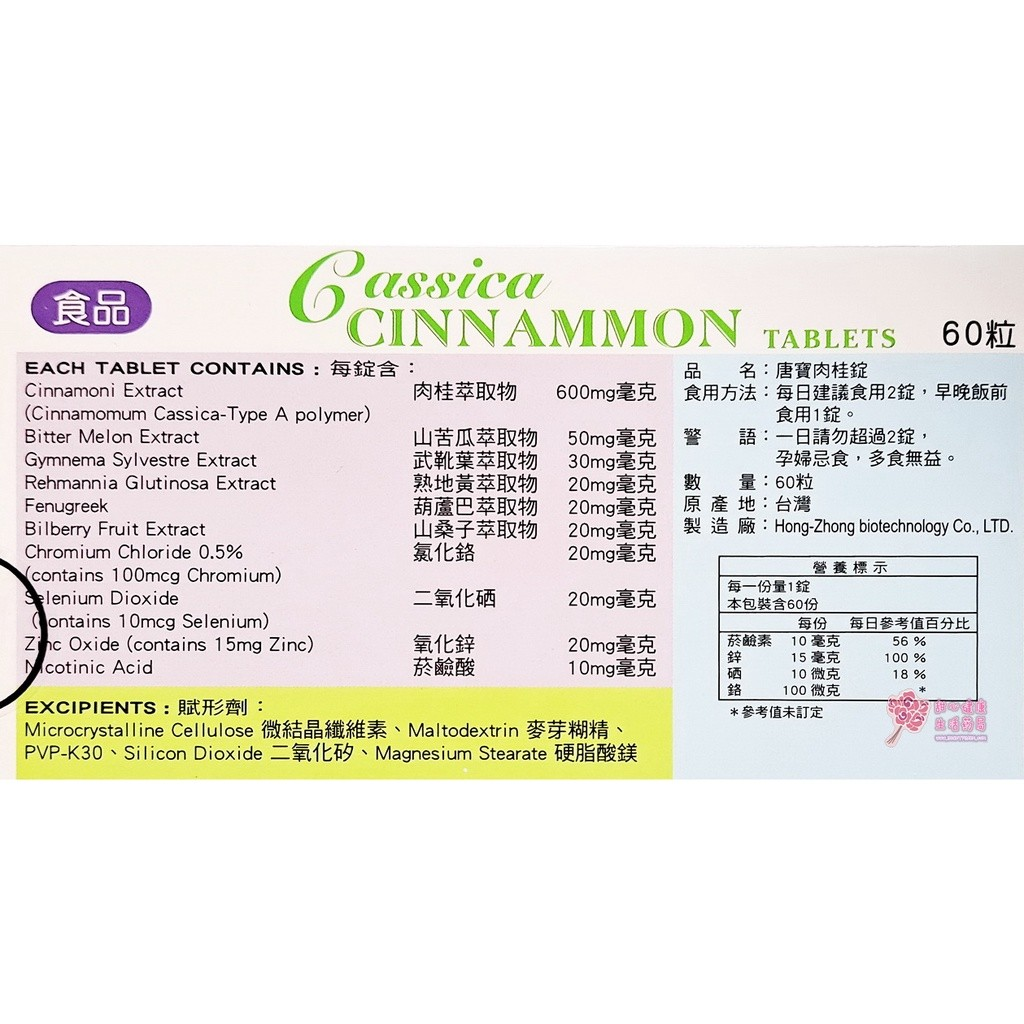 食品
Cassica
CINNAMMON TABLETS 60粒
EACH TABLET CONTAINS：每錠含：
Cinnamoni Extract 肉桂萃取物 600mg毫克
(Cinnamomum Cassica-Type A polymer)
Bitter Melon Extract 山苦瓜萃取物 50mg毫克
Gymnema Sylvestre Extract 武靴葉萃取物 30mg毫克
Rehmannia Glutinosa Extract 熟地黃萃取物 20mg毫克
Fenugreek 葫蘆巴萃取物 20mg毫克
Bilberry Fruit Extract 山桑子萃取物 20mg毫克
Chromium Chloride 0.5% 氯化鉻 20mg毫克
(contains 100mcg Chromium)
Selenium Dioxide 二氧化硒 20mg毫克
(contains 10mcg Selenium)
Zinc Oxide (contains 15mg Zinc) 氧化鋅 20mg毫克
Nicotinic Acid 菸鹼酸 10mg毫克
EXCIPIENTS：賦形劑：
Microcrystalline Cellulose 微結晶纖維素、Maltodextrin 麥芽糊精、
PVP-K30、Silicon Dioxide 二氧化矽、Magnesium Stearate 硬脂酸鎂
品名：唐寶肉桂錠
食用方法：每日建議食用2錠，早晚飯前
食用1錠。
警語：一日請勿超過2錠，
孕婦忌食，多食無益。
數量：60粒
原產地：台灣
製造廠：Hong-Zhong biotechnology Co., LTD.
營養標示
每一份量1錠
本包裝含60份
每份 每日參考值百分比
菸鹼素 10 毫克 56 %
鋅 15 毫克 100 %
硒 10 微克 18 %
鉻 100 微克 *
*參考值未訂定
甜心健康
生活藥局